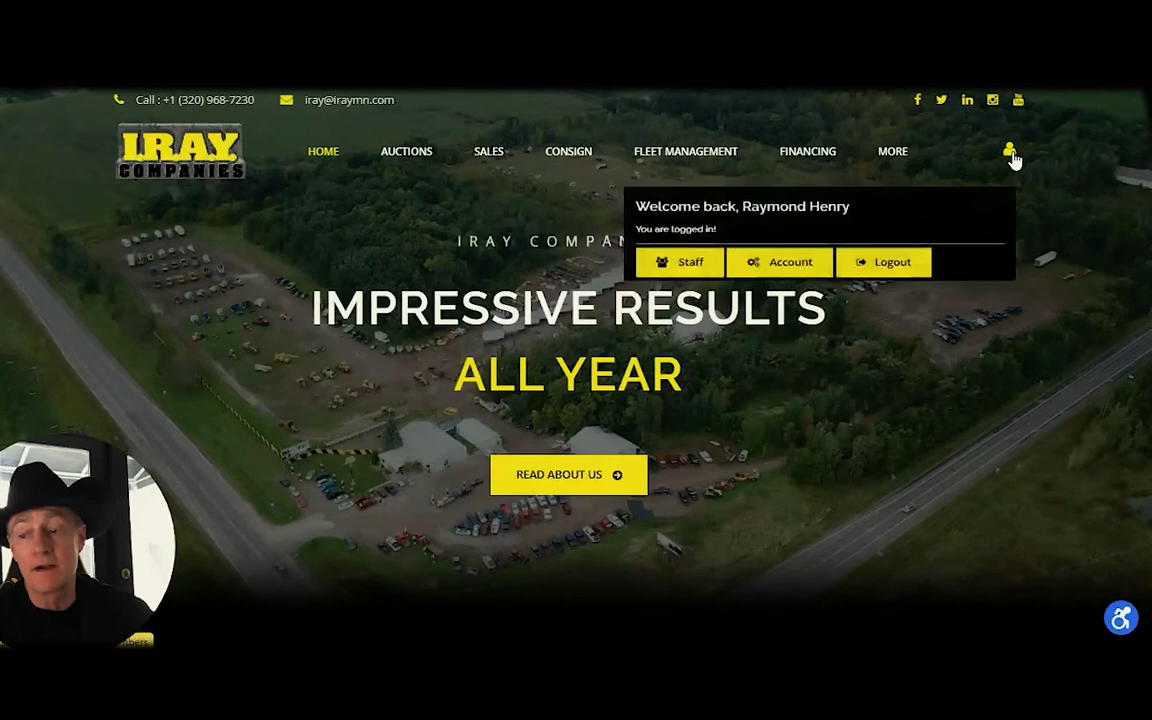 Call : +1 (320) 968-7230
iray@iraymn.com
I.RAY.
COMPANIES
HOME
AUCTIONS
SALES
CONSIGN
FLEET MANAGEMENT
FINANCING
MORE
Welcome back, Raymond Henry
You are logged in!
Staff
Account
Logout
IRAY COMPAN
IMPRESSIVE RESULTS
ALL YEAR
READ ABOUT US